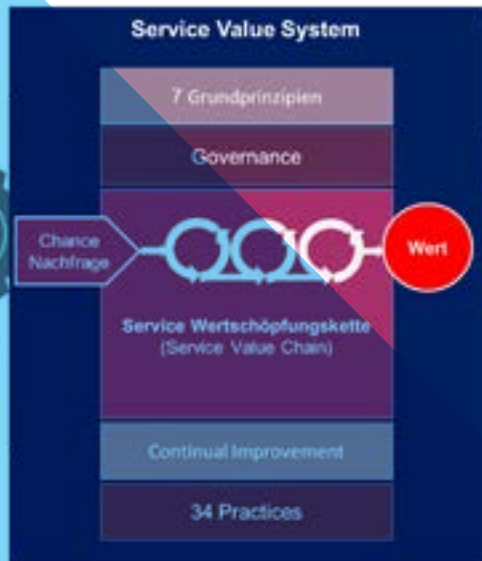 Service Value System
7 Grundprinzipien
Governance
Chance
Nachfrage
Wert
Service Wertschöpfungskette
(Service Value Chain)
Continual Improvement
34 Practices